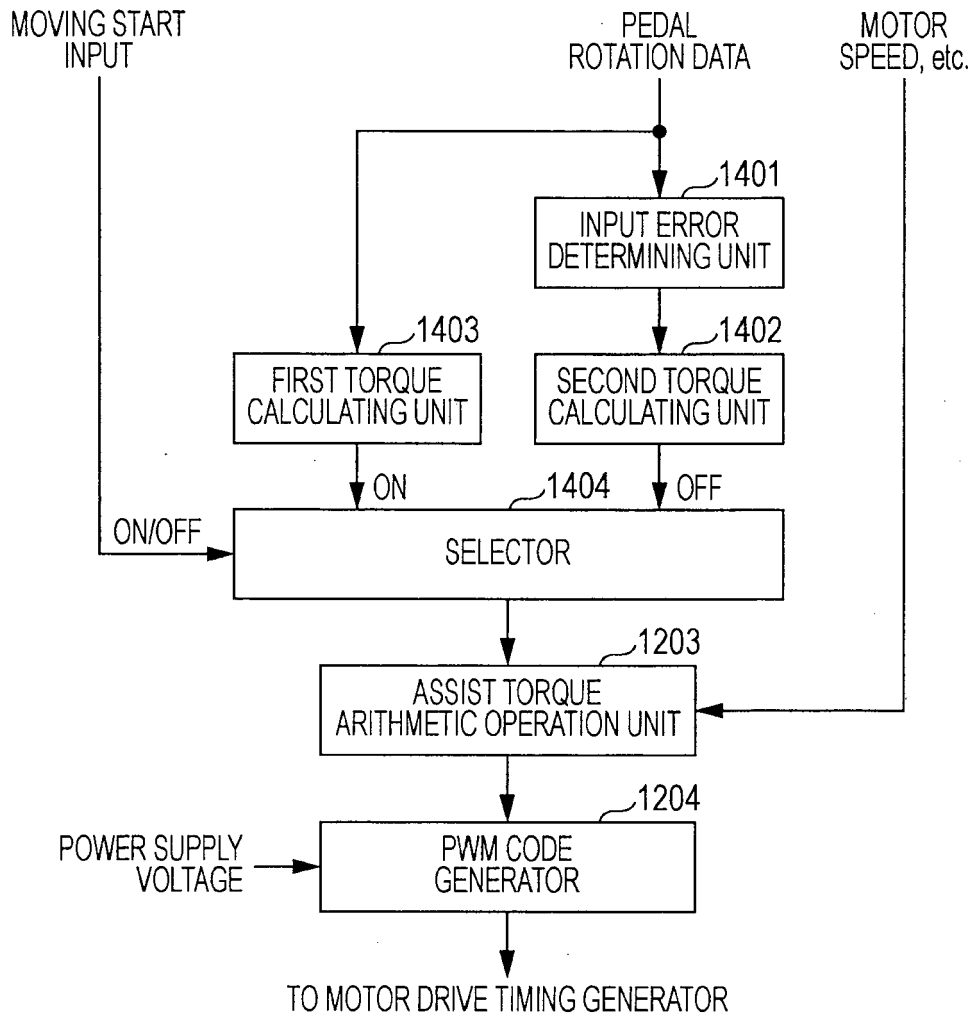 MOVING START
INPUT
PEDAL
ROTATION DATA
MOTOR
SPEED, etc.
1401
INPUT ERROR
DETERMINING UNIT
1403
FIRST TORQUE
CALCULATING UNIT
1402
SECOND TORQUE
CALCULATING UNIT
ON
1404
OFF
ON/OFF
SELECTOR
1203
ASSIST TORQUE
ARITHMETIC OPERATION UNIT
1204
POWER SUPPLY
VOLTAGE
PWM CODE
GENERATOR
TO MOTOR DRIVE TIMING GENERATOR